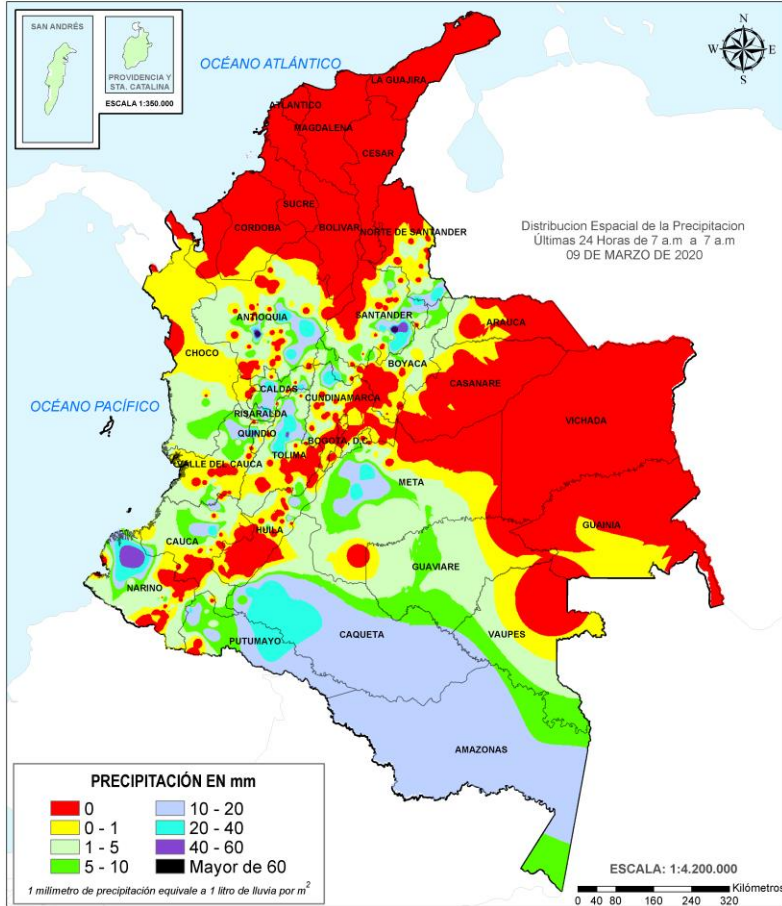 SAN ANDRÉS
PROVIDENCIA Y
STA. CATALINA
ESCALA 1:350.000
OCÉANO ATLÁNTICO
N
W E
S
LA GUAJIRA
ATLANTICO
MAGDALENA
CESAR
SUCRE
CORDOBA
BOLIVAR
NORTE DE SANTANDER
Distribucion Espacial de la Precipitacion
Últimas 24 Horas de 7 a.m a 7 a.m
09 DE MARZO DE 2020
ANTIOQUIA
SANTANDER
ARAUCA
CHOCO
BOYACA
CASANARE
CALDAS
CUNDINAMARCA
OCÉANO PACÍFICO
RISARALDA
VICHADA
QUINDIO
BOGOTA, D.C.
TOLIMA
VALLE DEL CAUCA
META
GUAINIA
HUILA
CAUCA
GUAVIARE
NARINO
VAUPES
PUTUMAYO
CAQUETA
AMAZONAS
PRECIPITACIÓN EN mm
0
0 - 1
1 - 5
5 - 10
10 - 20
20 - 40
40 - 60
Mayor de 60
1 milímetro de precipitación equivale a 1 litro de lluvia por m²
ESCALA: 1:4.200.000
Kilómetros
0 40 80 160 240 320